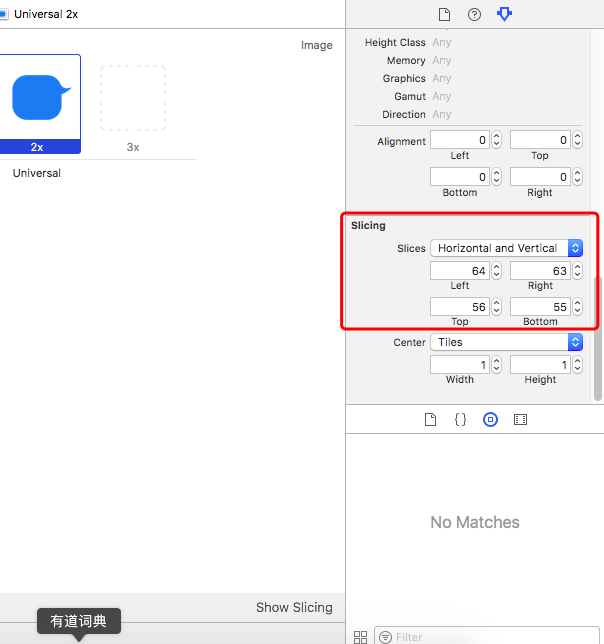 Universal 2x
Image
2x
3x
Universal
Show Slicing
有道词典
Height Class Any
Memory Any
Graphics Any
Gamut Any
Direction Any
Alignment 0 0
Left Top
0 0
Bottom Right
Slicing
Slices Horizontal and Vertical
64 63
Left Right
56 55
Top Bottom
Center Tiles
1 1
Width Height
No Matches
Filter